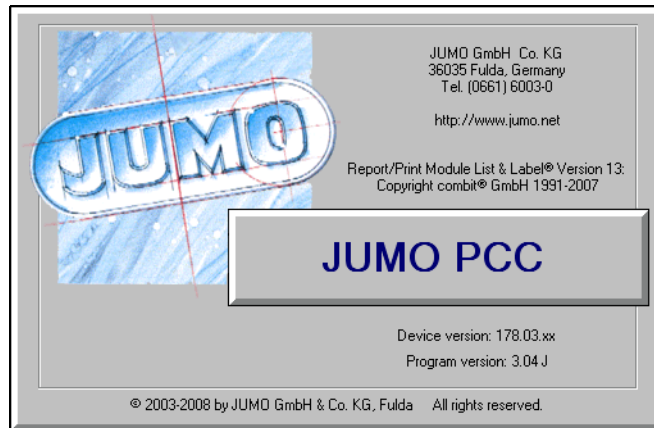 JUMO
JUMO GmbH  Co. KG
36035 Fulda, Germany
Tel. (0661) 6003-0
http://www.jumo.net
Report/Print Module List & Label® Version 13:
Copyright combit® GmbH 1991-2007
JUMO PCC
Device version: 178.03.xx
Program version: 3.04 J
© 2003-2008 by JUMO GmbH & Co. KG, Fulda    All rights reserved.